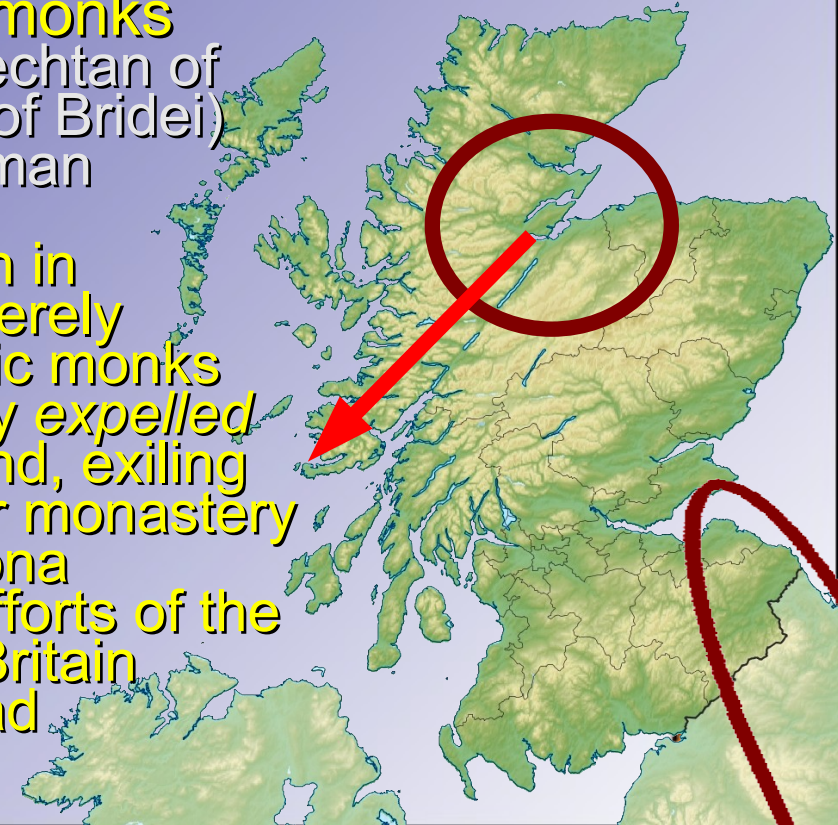 monks
echtan of
of Bridei)
man
n in
erely
ic monks
y expelled
nd, exiling
r monastery
ona
fforts of the
Britain
ad